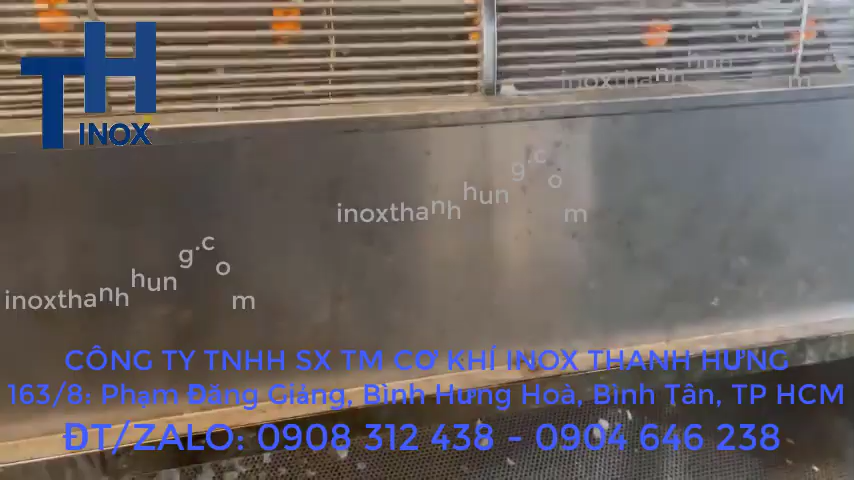 TH
INOX
inoxthanhhung.com
inoxthanhhung.com
inoxthanhhung.com
CÔNG TY TNHH SX TM CƠ KHÍ INOX THANH HƯNG
163/8: Phạm Đăng Giảng, Bình Hưng Hoà, Bình Tân, TP HCM
ĐT/ZALO: 0908 312 438 - 0904 646 238